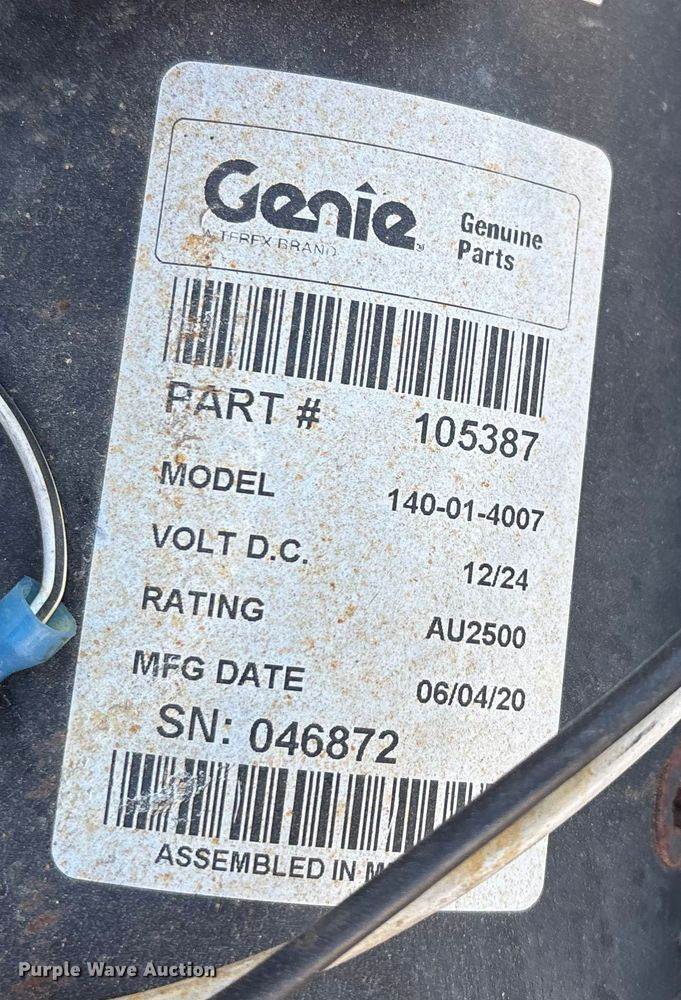 Genie
A TEREX BRAND
Genuine
Parts
PART # 105387
MODEL 140-01-4007
VOLT D.C. 12/24
RATING AU2500
MFG DATE 06/04/20
SN: 046872
ASSEMBLED IN
Purple Wave Auction